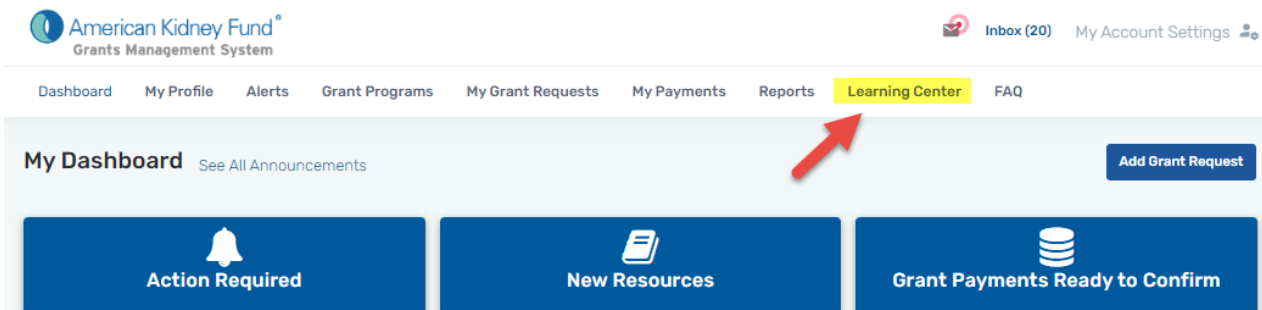 American Kidney Fund®
Grants Management System
Inbox (20) My Account Settings
Dashboard My Profile Alerts Grant Programs My Grant Requests My Payments Reports Learning Center FAQ
My Dashboard See All Announcements
Add Grant Request
Action Required
New Resources
Grant Payments Ready to Confirm